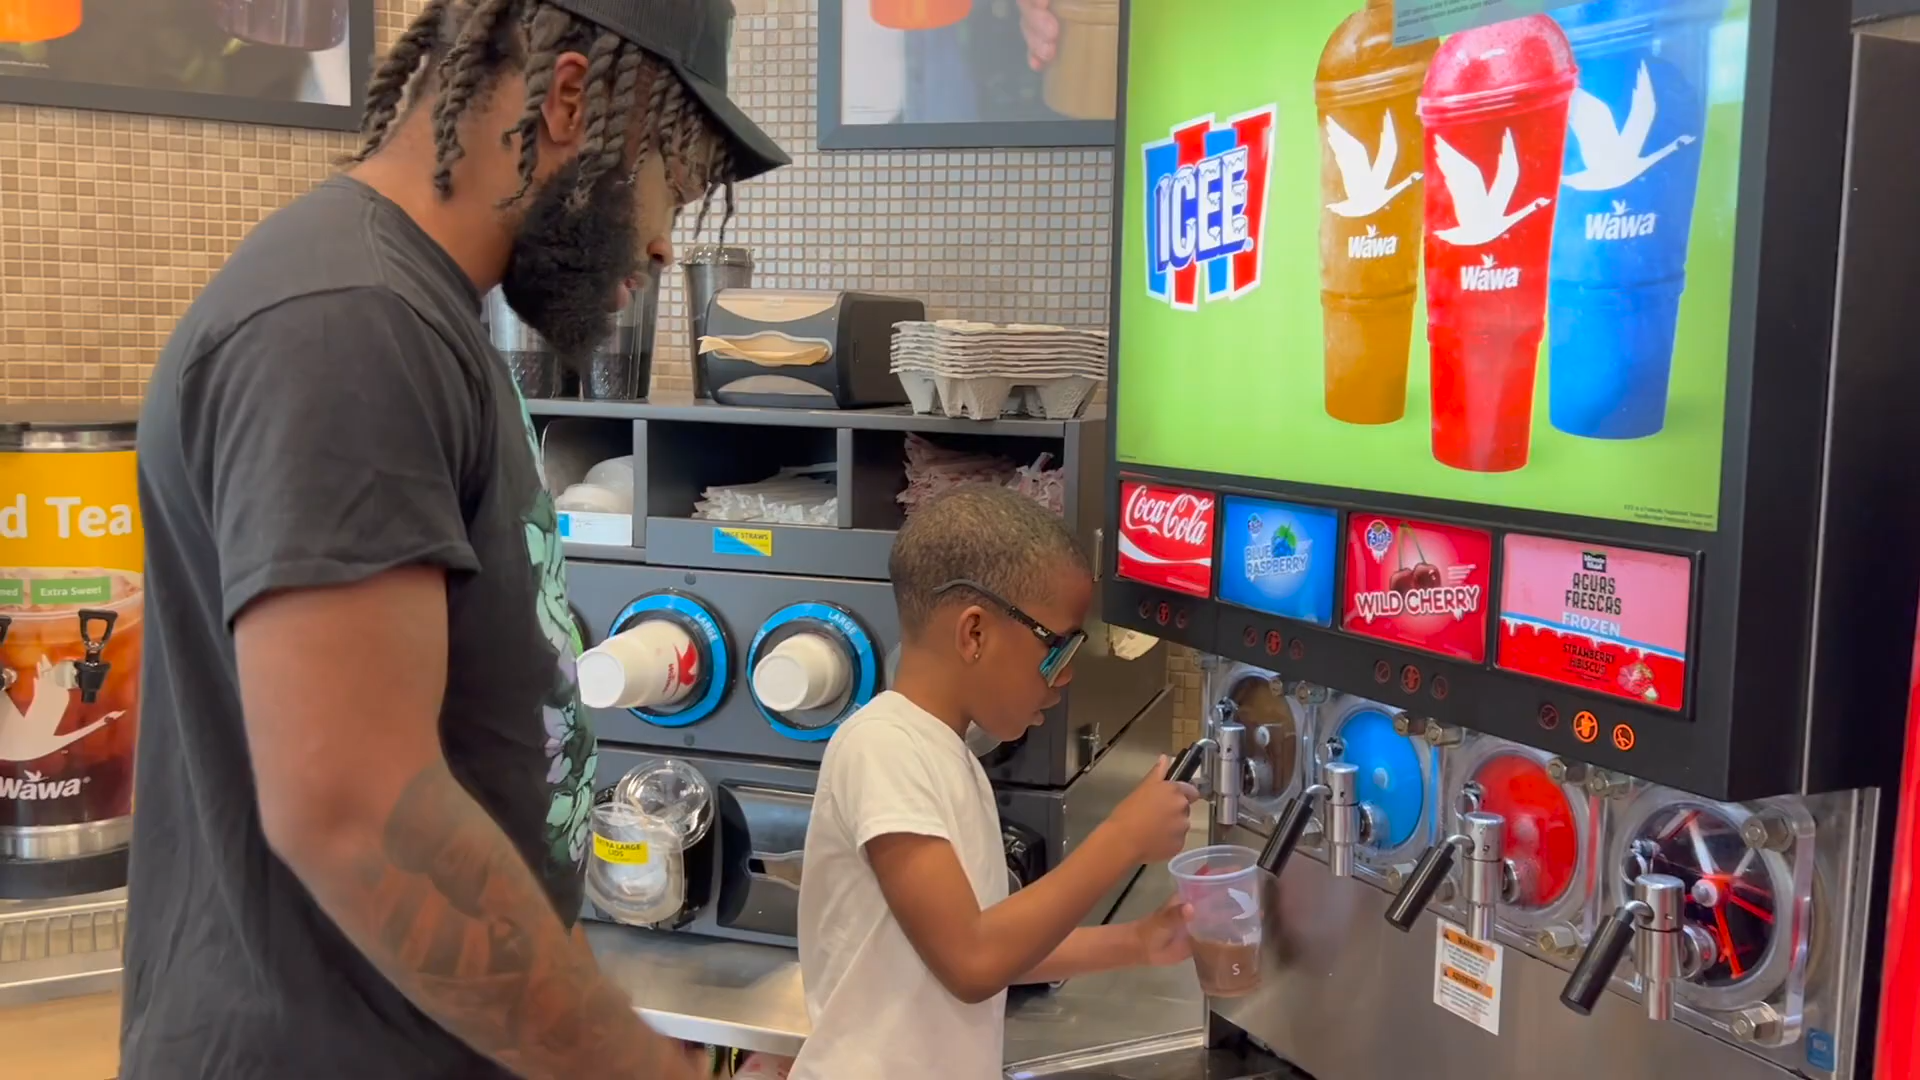 ICEE
Wawa
Wawa
Wawa
d Tea
Extra Sweet
Wawa
LARGE STRAWS
LARGE
LARGE
EXTRA LARGE
LIDS
Coca-Cola
BLUE
RASPBERRY
WILD CHERRY
Minute
Maid
AGUAS
FRESCAS
FROZEN
STRAWBERRY
HIBISCUS
S
WARNING